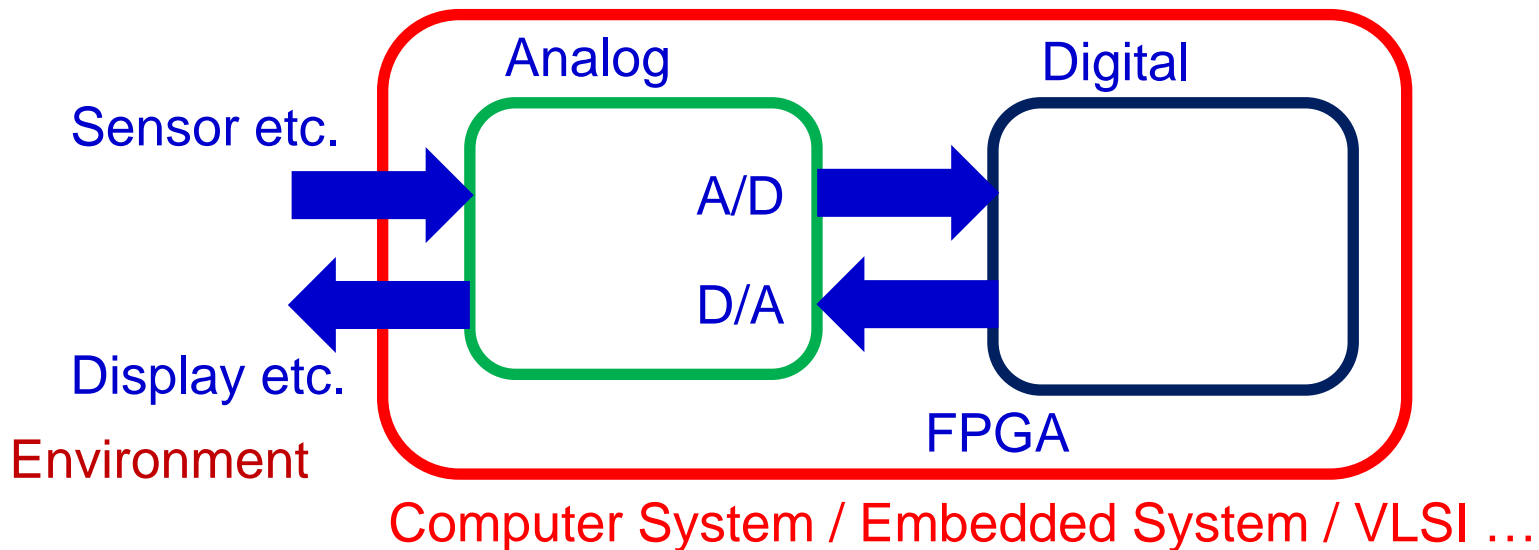 Analog
Digital
Sensor etc.
A/D
D/A
Display etc.
FPGA
Environment
Computer System / Embedded System / VLSI …